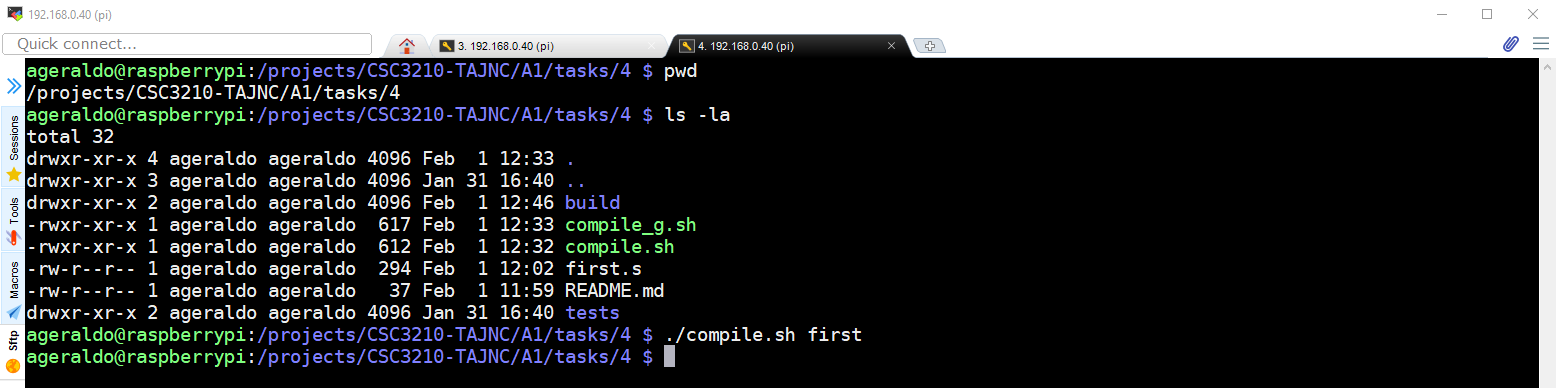 192.168.0.40 (pi)
Quick connect...
3. 192.168.0.40 (pi)
4. 192.168.0.40 (pi)
Sessions
Tools
Macros
Sftp
ageraldo@raspberrypi:/projects/CSC3210-TAJNC/A1/tasks/4 $ pwd
/projects/CSC3210-TAJNC/A1/tasks/4
ageraldo@raspberrypi:/projects/CSC3210-TAJNC/A1/tasks/4 $ ls -la
total 32
drwxr-xr-x 4 ageraldo ageraldo 4096 Feb  1 12:33 .
drwxr-xr-x 3 ageraldo ageraldo 4096 Jan 31 16:40 ..
drwxr-xr-x 2 ageraldo ageraldo 4096 Feb  1 12:46 build
-rwxr-xr-x 1 ageraldo ageraldo  617 Feb  1 12:33 compile_g.sh
-rwxr-xr-x 1 ageraldo ageraldo  612 Feb  1 12:32 compile.sh
-rw-r--r-- 1 ageraldo ageraldo  294 Feb  1 12:02 first.s
-rw-r--r-- 1 ageraldo ageraldo   37 Feb  1 11:59 README.md
drwxr-xr-x 2 ageraldo ageraldo 4096 Jan 31 16:40 tests
ageraldo@raspberrypi:/projects/CSC3210-TAJNC/A1/tasks/4 $ ./compile.sh first
ageraldo@raspberrypi:/projects/CSC3210-TAJNC/A1/tasks/4 $